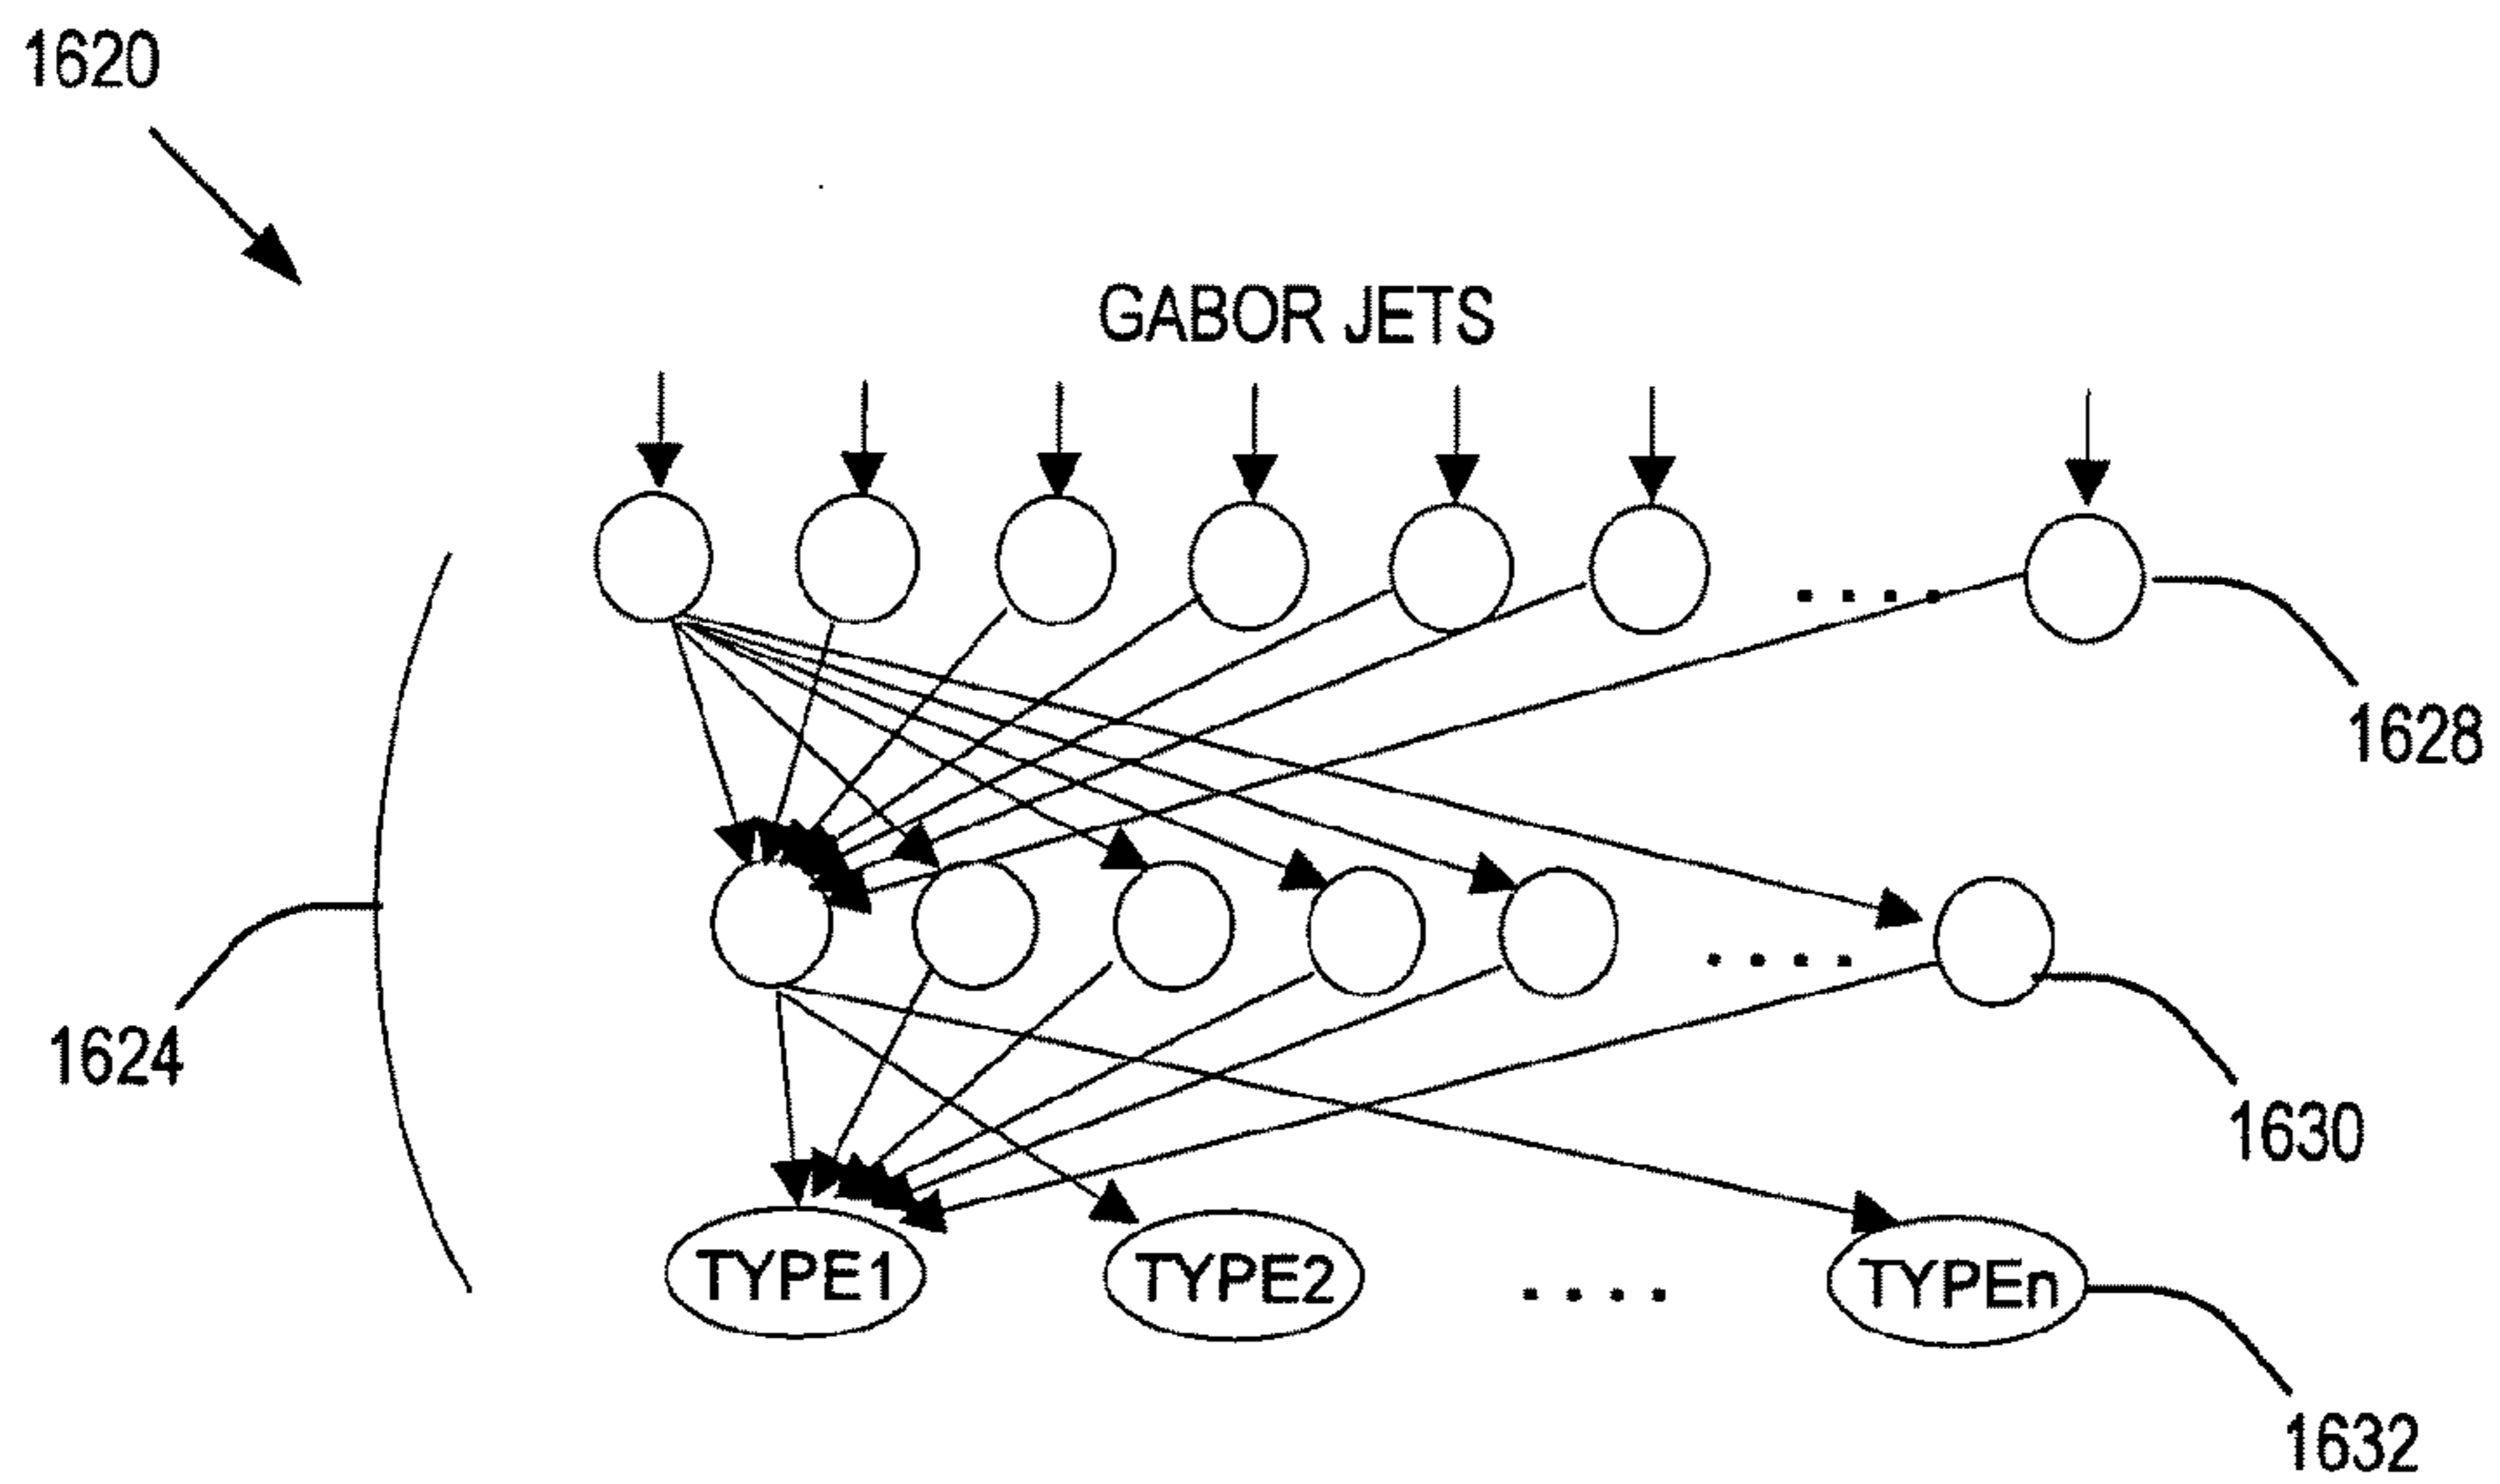 1620
GABOR JETS
1628
1624
1630
TYPE1 TYPE2 .... TYPEn
1632